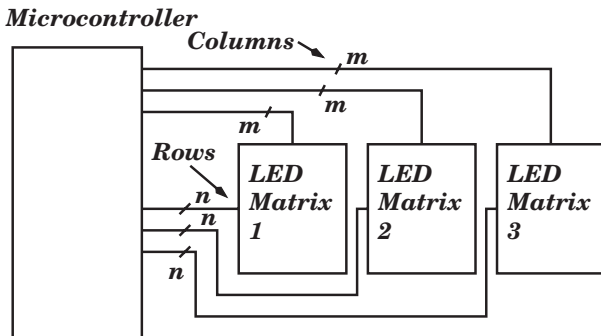 Microcontroller
Columns
m
m
m
Rows
LED
Matrix
1
LED
Matrix
2
LED
Matrix
3
n
n
n